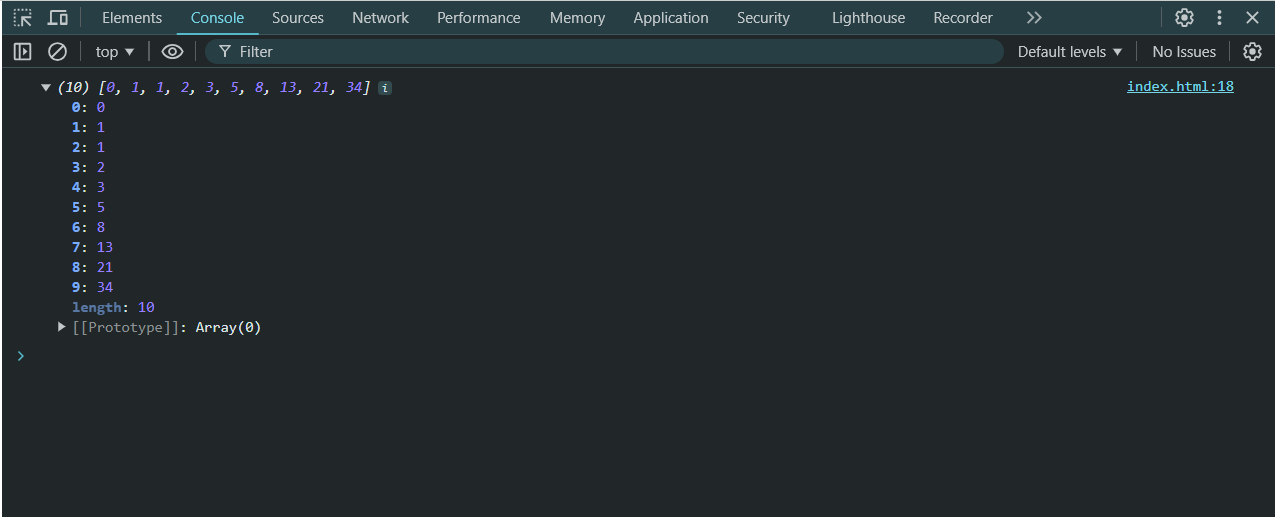 Elements Console Sources Network Performance Memory Application Security Lighthouse Recorder
top Filter Default levels No Issues
(10) [0, 1, 1, 2, 3, 5, 8, 13, 21, 34] i index.html:18
0: 0
1: 1
2: 1
3: 2
4: 3
5: 5
6: 8
7: 13
8: 21
9: 34
length: 10
[[Prototype]]: Array(0)